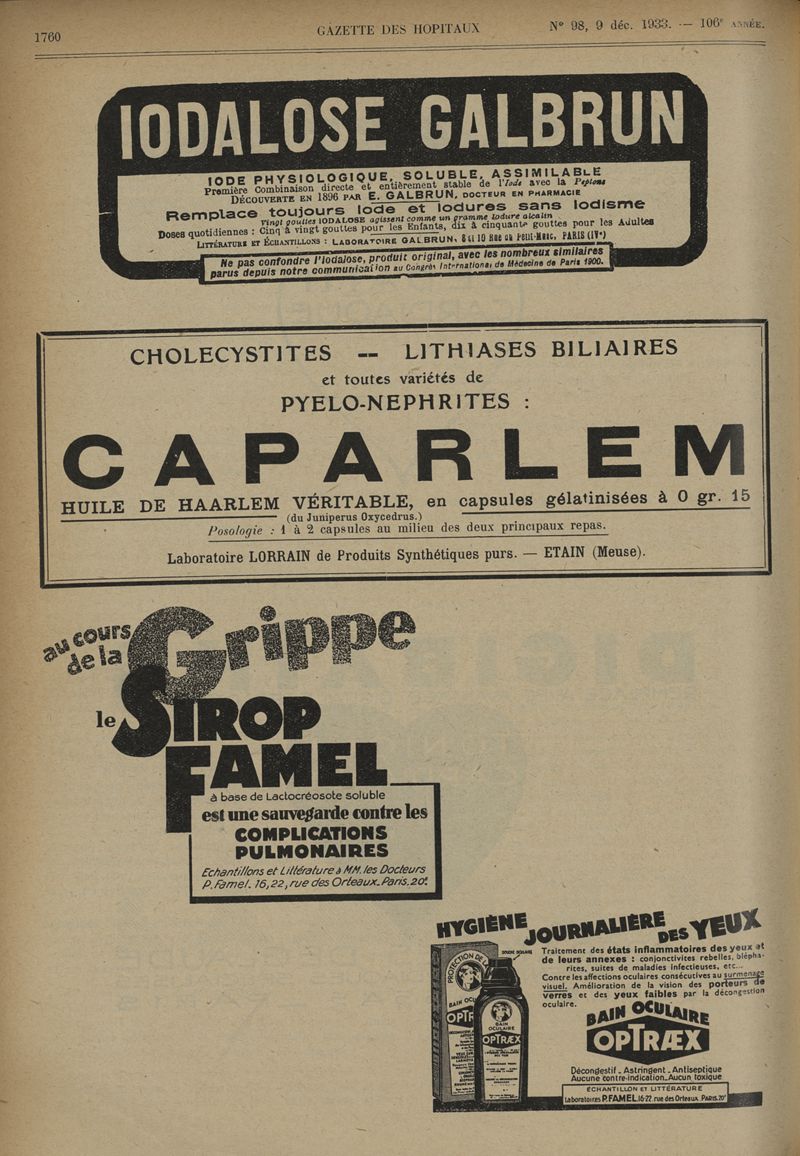 1760
GAZETTE DES HOPITAUX
N° 98, 9 déc. 1933. — 106e ANNÉE.
IODALOSE GALBRUN
IODE PHYSIOLOGIQUE, SOLUBLE, ASSIMILABLE
Première Combinaison directe et entièrement stable de l'Iode avec la Peptone
DÉCOUVERTE EN 1896 PAR E. GALBRUN, DOCTEUR EN PHARMACIE
Remplace toujours Iode et Iodures sans Iodisme
Vingt gouttes IODALOSE agissent comme un gramme Iodure alcalin
Doses quotidiennes : Cinq à vingt gouttes pour les Enfants, dix à cinquante gouttes pour les Adultes
LITTÉRATURE ET ÉCHANTILLONS : LABORATOIRE GALBRUN, 8 et 10 Rue du Petit-Musc, PARIS (IVe)
Ne pas confondre l'Iodalose, produit original, avec les nombreux similaires
parus depuis notre communication au Congrès International de Médecine de Paris 1900.
CHOLECYSTITES -- LITHIASES BILIAIRES
et toutes variétés de
PYELO-NEPHRITES :
CAPARLEM
HUILE DE HAARLEM VÉRITABLE, en capsules gélatinisées à 0 gr. 15
(du Juniperus Oxycedrus.)
Posologie : 1 à 2 capsules au milieu des deux principaux repas.
Laboratoire LORRAIN de Produits Synthétiques purs. — ETAIN (Meuse).
au cours
de la
Grippe
le SIROP
FAMEL
à base de Lactocréosote soluble
est une sauvegarde contre les
COMPLICATIONS
PULMONAIRES
Echantillons et Littérature à MM. les Docteurs
P. Famel. 16,22, rue des Orteaux. Paris. 20e.
HYGIÈNE
JOURNALIÈRE
DES YEUX
Traitement des états inflammatoires des yeux et
de leurs annexes : conjonctivites rebelles, blépha-
rites, suites de maladies infectieuses, etc...
Contre les affections oculaires consécutives au surmenage
visuel. Amélioration de la vision des porteurs de
verres et des yeux faibles par la décongestion
oculaire.
PROTECTION DE LA
BAIN OCU
OPTR
BAIN
OCULAIRE
OPTRÆX
BAIN OCULAIRE
OPTRÆX
Décongestif. Astringent. Antiseptique
Aucune contre-indication. Aucun toxique
ÉCHANTILLON ET LITTÉRATURE
Laboratoires P. FAMEL. 16-22, rue des Orteaux PARIS. 20e